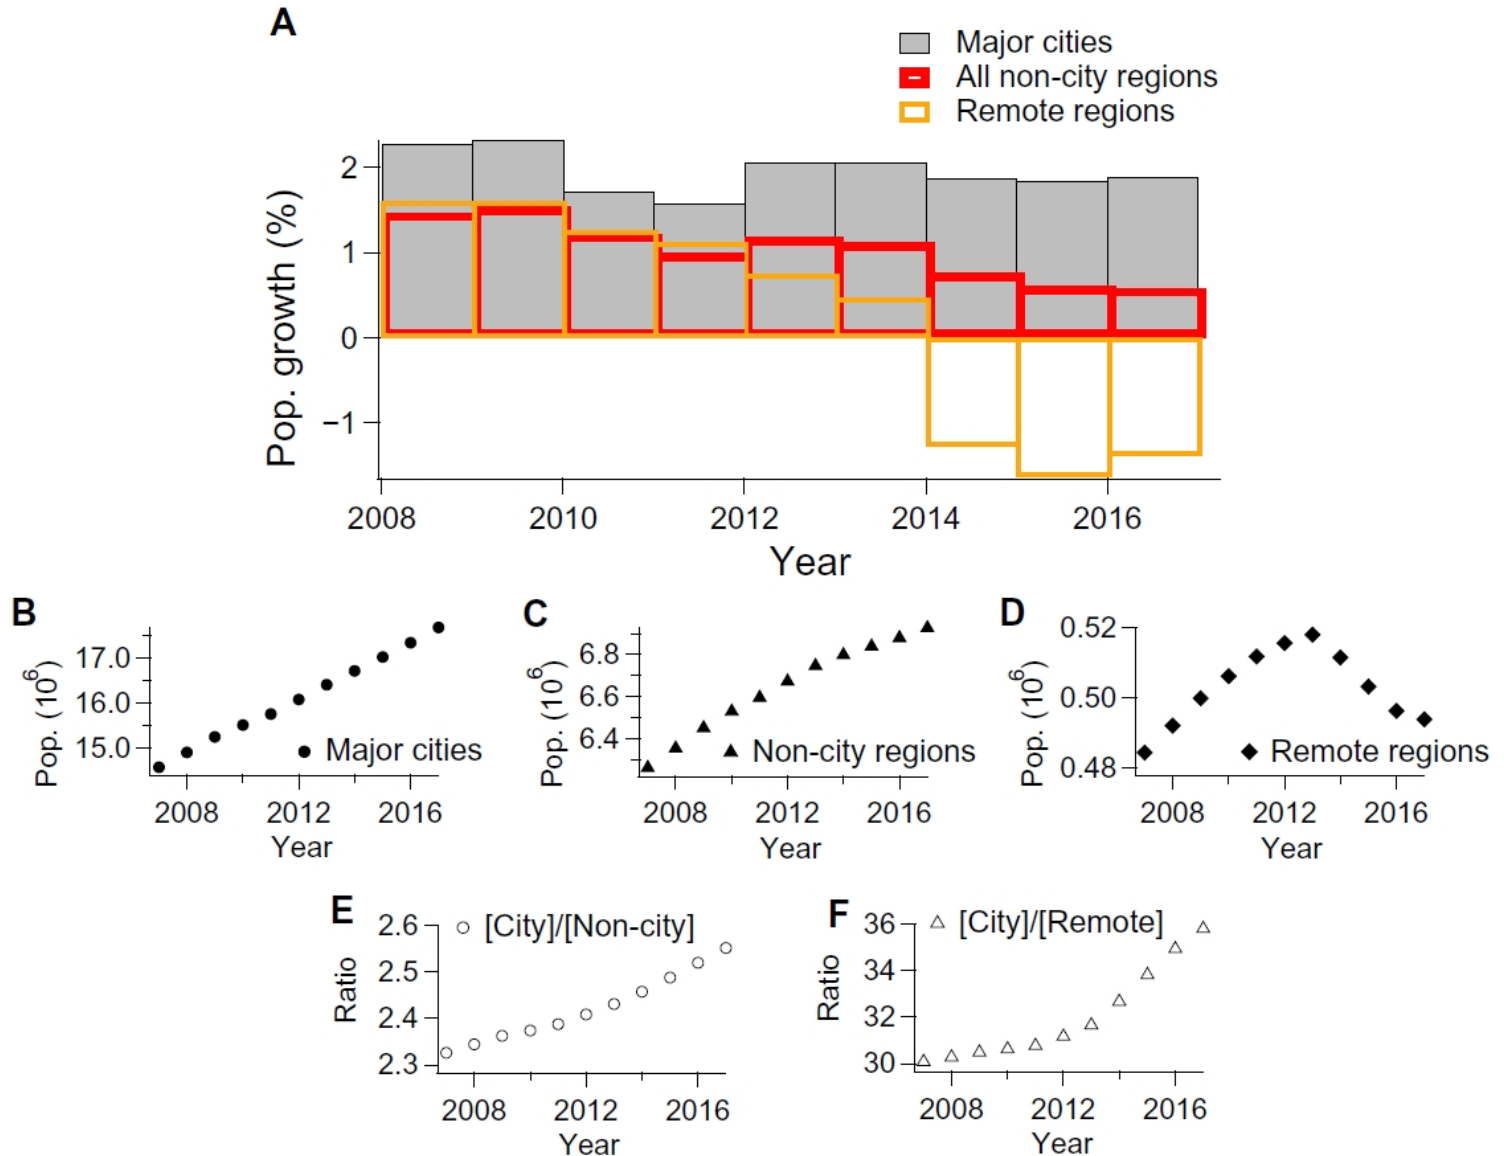 A
Major cities
All non-city regions
Remote regions
Pop. growth (%)
2
1
0
−1
2008 2010 2012 2014 2016
Year
B
Pop. (10⁶)
17.0
16.0
15.0
Major cities
2008 2012 2016
Year
C
Pop. (10⁶)
6.8
6.6
6.4
Non-city regions
2008 2012 2016
Year
D
Pop. (10⁶)
0.52
0.50
0.48
Remote regions
2008 2012 2016
Year
E
Ratio
2.6
2.5
2.4
2.3
[City]/[Non-city]
2008 2012 2016
Year
F
Ratio
36
34
32
30
[City]/[Remote]
2008 2012 2016
Year